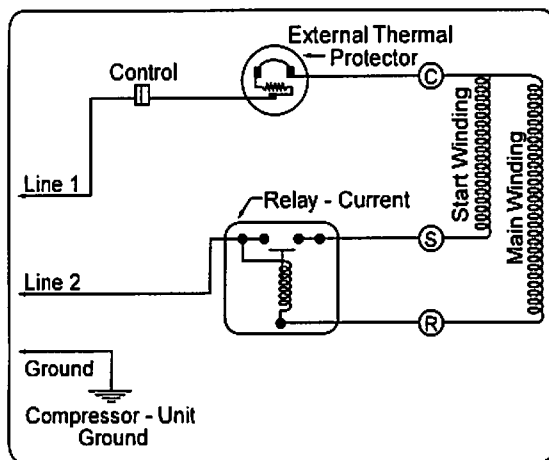 External Thermal
Protector
Control
C
Line 1
Start Winding
Main Winding
Relay - Current
S
Line 2
R
Ground
Compressor - Unit
Ground